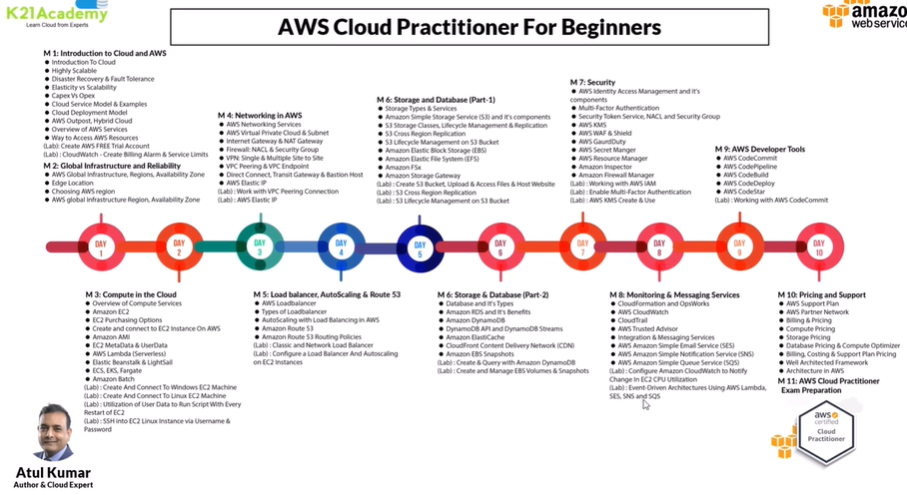 K21Academy
Learn Cloud from Experts
AWS Cloud Practitioner For Beginners
amazo
webservice
M 1: Introduction to Cloud and AWS
Introduction To Cloud
Highly Scalable
Disaster Recovery & Fault Tolerance
Elasticity vs Scalability
Capex Vs Opex
Cloud Service Model & Examples
Cloud Deployment Model
AWS Outpost, Hybrid Cloud
Overview of AWS Services
Way to Access AWS Resources
(Lab): Create AWS FREE Trial Account
(Lab) : CloudWatch - Create Billing Alarm & Service Limits
M 2: Global Infrastructure and Reliability
AWS Global Infrastructure, Regions, Availability Zone
Edge Location
Choosing AWS region
AWS global Infrastructure Region, Availability Zone
M 4: Networking in AWS
AWS Networking Services
AWS Virtual Private Cloud & Subnet
Internet Gateway & NAT Gateway
Firewall: NACL & Security Group
VPN: Single & Multiple Site to Site
VPC Peering & VPC Endpoint
Direct Connect, Transit Gateway & Bastion Host
AWS Elastic IP
(Lab) : Work with VPC Peering Connection
(Lab) : AWS Elastic IP
M 6: Storage and Database (Part-1)
Storage Types & Services
Amazon Simple Storage Service (S3) and it's components
S3 Storage Classes, Lifecycle Management & Replication
S3 Cross Region Replication
S3 Lifecycle Management on S3 Bucket
Amazon Elastic Block Storage (EBS)
Amazon Elastic File System (EFS)
Amazon FSx
Amazon Storage Gateway
(Lab) : Create S3 Bucket, Upload & Access Files & Host Website
(Lab) : S3 Cross Region Replication
(Lab) : S3 Lifecycle Management on S3 Bucket
M 7: Security
AWS Identity Access Management and it's
components
Multi-Factor Authentication
Security Token Service, NACL and Security Group
AWS KMS
AWS WAF & Shield
AWS GaurdDuty
AWS Secret Manger
AWS Resource Manager
Amazon Inspector
Amazon Firewall Manager
(Lab) : Working with AWS IAM
(Lab) : Enable Multi-Factor Authentication
(Lab) : AWS KMS Create & Use
M 9: AWS Developer Tools
AWS CodeCommit
AWS CodePipeline
AWS CodeBuild
AWS CodeDeploy
AWS CodeStar
(Lab) : Working with AWS CodeCommit
DAY 1
DAY 2
DAY 3
DAY 4
DAY 5
DAY 6
DAY 7
DAY 8
DAY 9
DAY 10
M 3: Compute in the Cloud
Overview of Compute Services
Amazon EC2
EC2 Purchasing Options
Create and connect to EC2 Instance On AWS
Amazon AMI
EC2 MetaData & UserData
AWS Lambda (Serverless)
Elastic Beanstalk & LightSail
ECS, EKS, Fargate
Amazon Batch
(Lab) : Create And Connect To Windows EC2 Machine
(Lab) : Create And Connect To Linux EC2 Machine
(Lab) : Utilization of User Data to Run Script With Every
Restart of EC2
(Lab) : SSH into EC2 Linux Instance via Username &
Password
M 5: Load balancer, AutoScaling & Route 53
AWS Loadbalancer
Types of Loadbalancer
AutoScaling with Load Balancing in AWS
Amazon Route 53
Amazon Route 53 Routing Policies
(Lab) : Classic and Network Load Balancer
(Lab) : Configure a Load Balancer And Autoscaling
on EC2 Instances
M 6: Storage & Database (Part-2)
Database and It's Types
Amazon RDS and It's Benefits
Amazon DynamoDB
DynamoDB API and DynamoDB Streams
Amazon ElastiCache
CloudFront Content Delivery Network (CDN)
Amazon EBS Snapshots
(Lab) : Create & Query with Amazon DynamoDB
(Lab) : Create and Manage EBS Volumes & Snapshots
M 8: Monitoring & Messaging Services
CloudFormation and OpsWorks
AWS CloudWatch
CloudTrail
AWS Trusted Advisor
Integration & Messaging Services
AWS Amazon Simple Email Service (SES)
AWS Amazon Simple Notification Service (SNS)
AWS Amazon Simple Queue Service (SQS)
(Lab) : Configure Amazon CloudWatch to Notify
Change In EC2 CPU Utilization
(Lab) : Event-Driven Architectures Using AWS Lambda,
SES, SNS and SQS
M 10: Pricing and Support
AWS Support Plan
AWS Partner Network
Billing & Pricing
Compute Pricing
Storage Pricing
Database Pricing & Compute Optimizer
Billing, Costing & Support Plan Pricing
Well Architected Framework
Architecture in AWS
M 11: AWS Cloud Practitioner
Exam Preparation
aws
certified
Cloud
Practitioner
Atul Kumar
Author & Cloud Expert